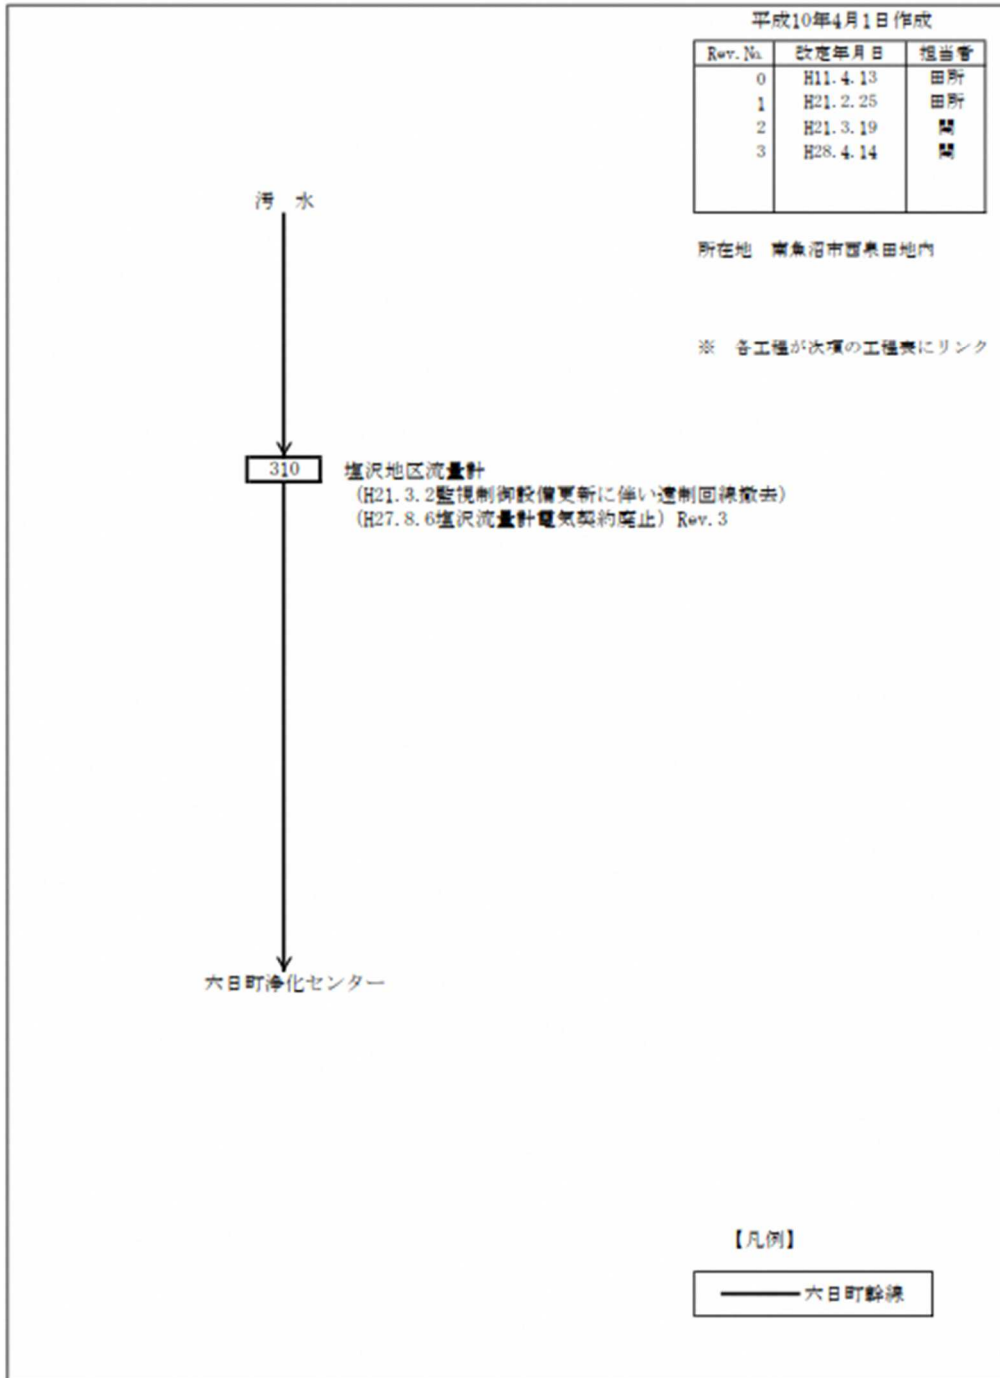 平成10年4月1日作成
Rev.No. 改定年月日 担当者
0 H11.4.13 田所
1 H21.2.25 田所
2 H21.3.19 関
3 H28.4.14 関
汚 水
所在地 南魚沼市西泉田地内
※ 各工程が次項の工程表にリンク
310 塩沢地区流量計
(H21.3.2監視制御設備更新に伴い遠制回線撤去)
(H27.8.6塩沢流量計電気契約廃止) Rev.3
六日町浄化センター
【凡例】
六日町幹線